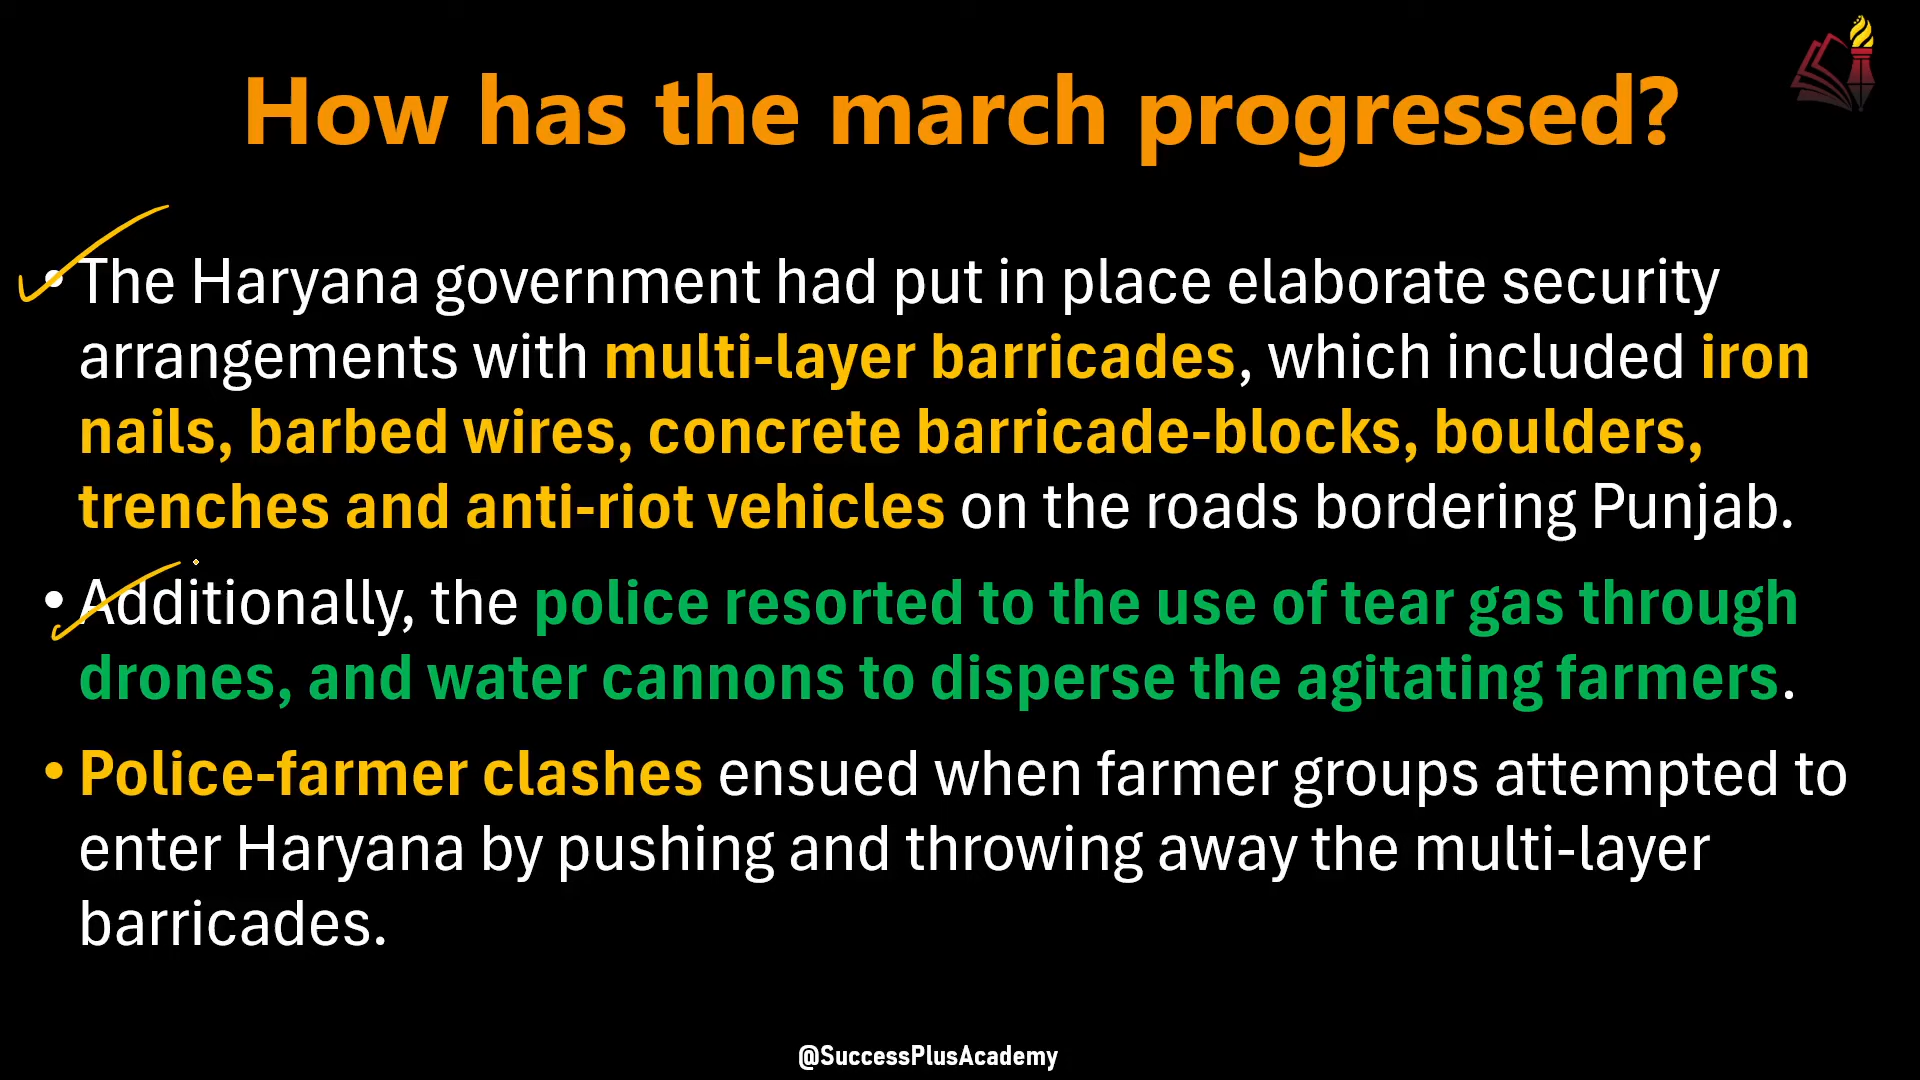 How has the march progressed?
• The Haryana government had put in place elaborate security
arrangements with multi-layer barricades, which included iron
nails, barbed wires, concrete barricade-blocks, boulders,
trenches and anti-riot vehicles on the roads bordering Punjab.
• Additionally, the police resorted to the use of tear gas through
drones, and water cannons to disperse the agitating farmers.
• Police-farmer clashes ensued when farmer groups attempted to
enter Haryana by pushing and throwing away the multi-layer
barricades.
@SuccessPlusAcademy